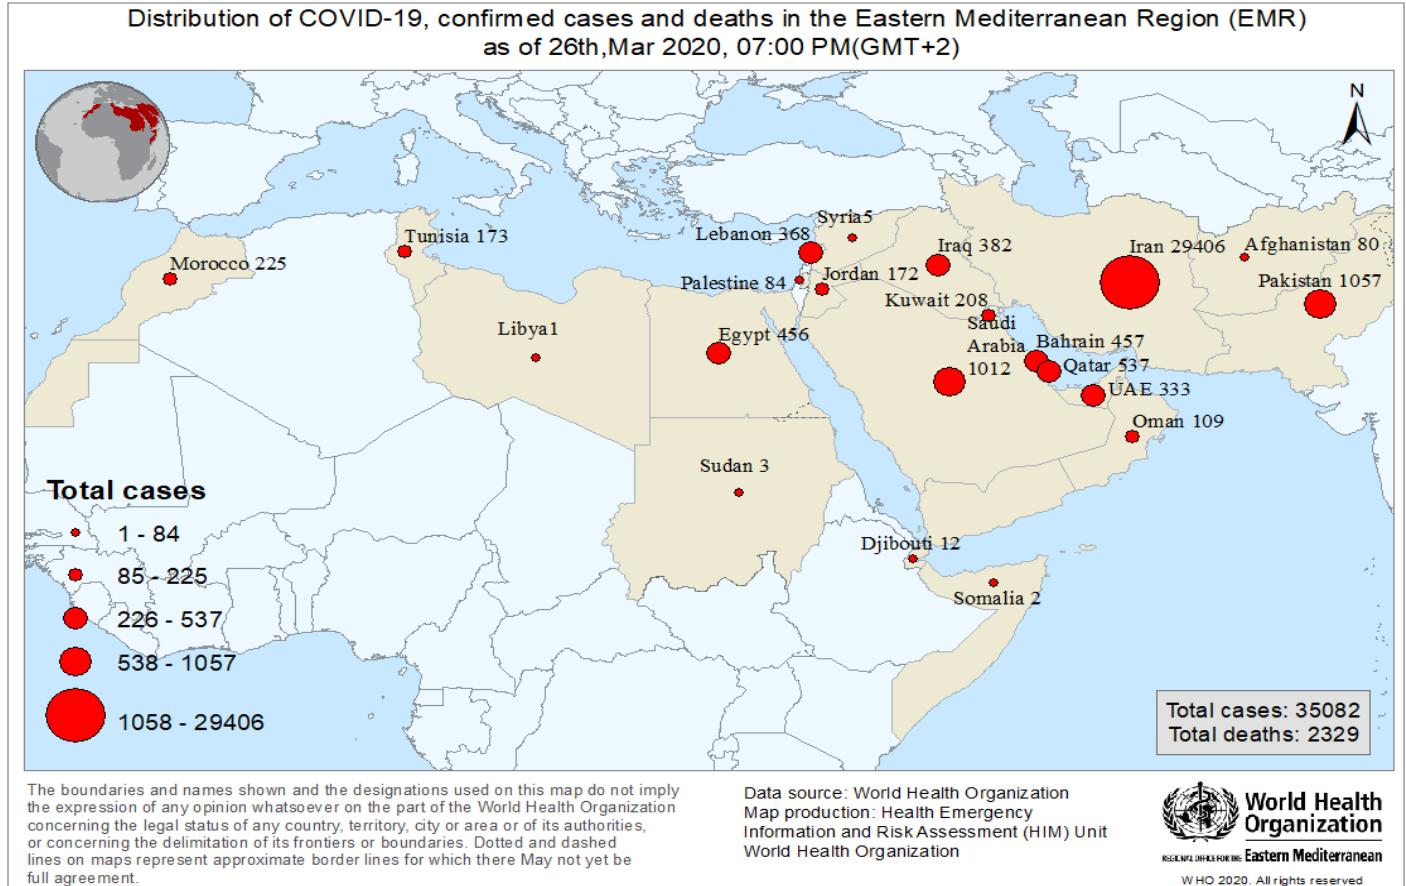 Distribution of COVID-19, confirmed cases and deaths in the Eastern Mediterranean Region (EMR)
as of 26th,Mar 2020, 07:00 PM(GMT+2)
N
Syria5
Tunisia 173
Lebanon 368
Iraq 382
Iran 29406
Afghanistan 80
Morocco 225
Palestine 84
Jordan 172
Pakistan 1057
Kuwait 208
Libya1
Egypt 456
Saudi
Arabia
1012
Bahrain 457
Qatar 537
UAE 333
Oman 109
Sudan 3
Djibouti 12
Somalia 2
Total cases
1 - 84
85 - 225
226 - 537
538 - 1057
1058 - 29406
Total cases: 35082
Total deaths: 2329
The boundaries and names shown and the designations used on this map do not imply
the expression of any opinion whatsoever on the part of the World Health Organization
concerning the legal status of any country, territory, city or area or of its authorities,
or concerning the delimitation of its frontiers or boundaries. Dotted and dashed
lines on maps represent approximate border lines for which there May not yet be
full agreement.
Data source: World Health Organization
Map production: Health Emergency
Information and Risk Assessment (HIM) Unit
World Health Organization
World Health
Organization
REGIONAL OFFICE FOR THE Eastern Mediterranean
WHO 2020. All rights reserved